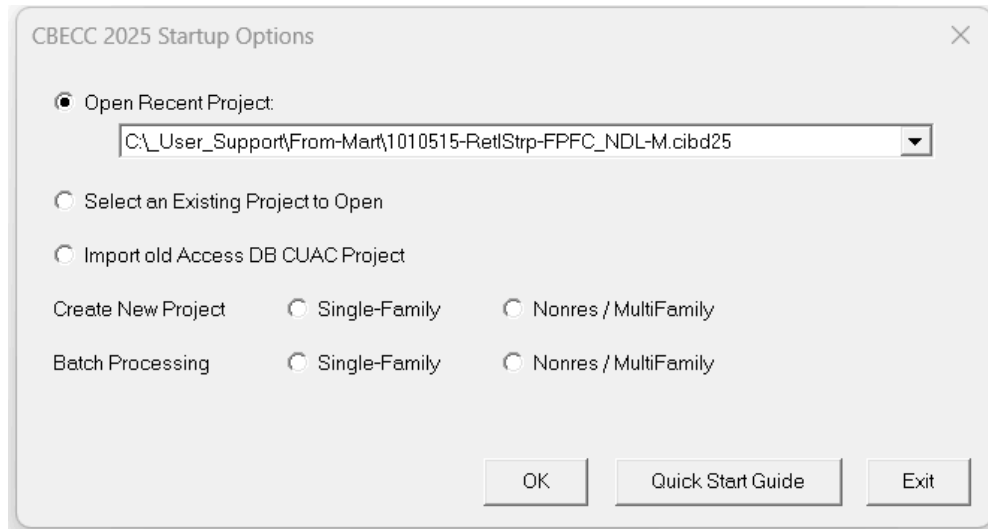 CBECC 2025 Startup Options
Open Recent Project:
C:\_User_Support\From-Mart\1010515-RetlStrp-FPFC_NDL-M.cibd25
Select an Existing Project to Open
Import old Access DB CUAC Project
Create New Project Single-Family Nonres / MultiFamily
Batch Processing Single-Family Nonres / MultiFamily
OK Quick Start Guide Exit